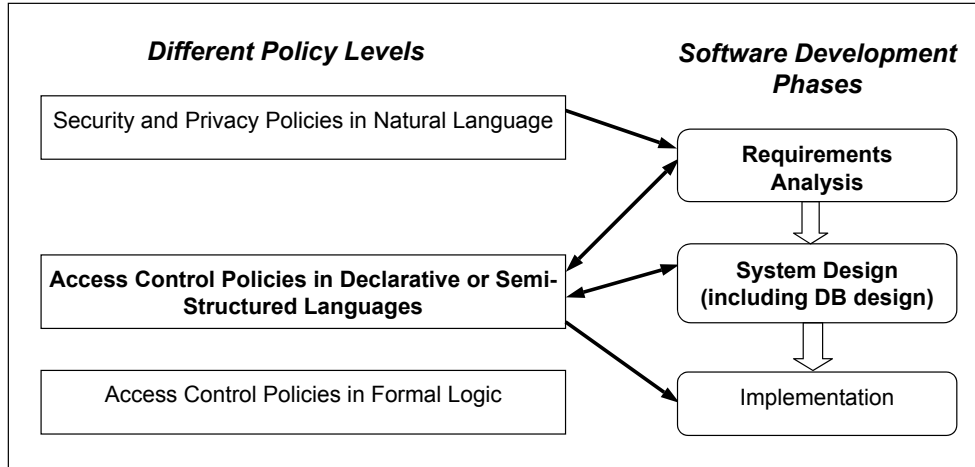 Different Policy Levels
Software Development
Phases
Security and Privacy Policies in Natural Language
Requirements
Analysis
Access Control Policies in Declarative or Semi-
Structured Languages
System Design
(including DB design)
Access Control Policies in Formal Logic
Implementation